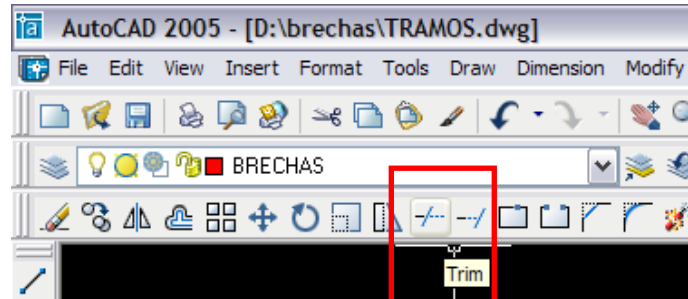 AutoCAD 2005 - [D:\brechas\TRAMOS.dwg]
File Edit View Insert Format Tools Draw Dimension Modify
BRECHAS
Trim